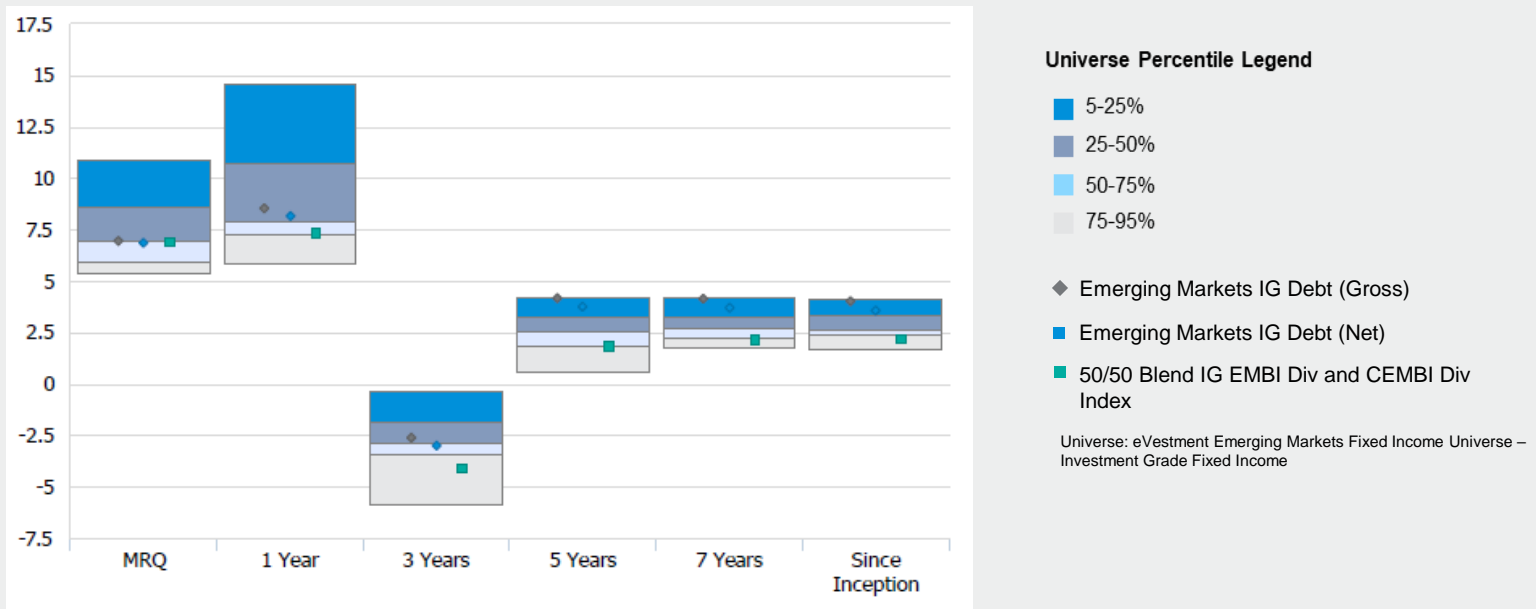 17.5
15
12.5
10
7.5
5
2.5
0
-2.5
-5
-7.5
MRQ
1 Year
3 Years
5 Years
7 Years
Since
Inception
Universe Percentile Legend
5-25%
25-50%
50-75%
75-95%
Emerging Markets IG Debt (Gross)
Emerging Markets IG Debt (Net)
50/50 Blend IG EMBI Div and CEMBI Div
Index
Universe: eVestment Emerging Markets Fixed Income Universe –
Investment Grade Fixed Income